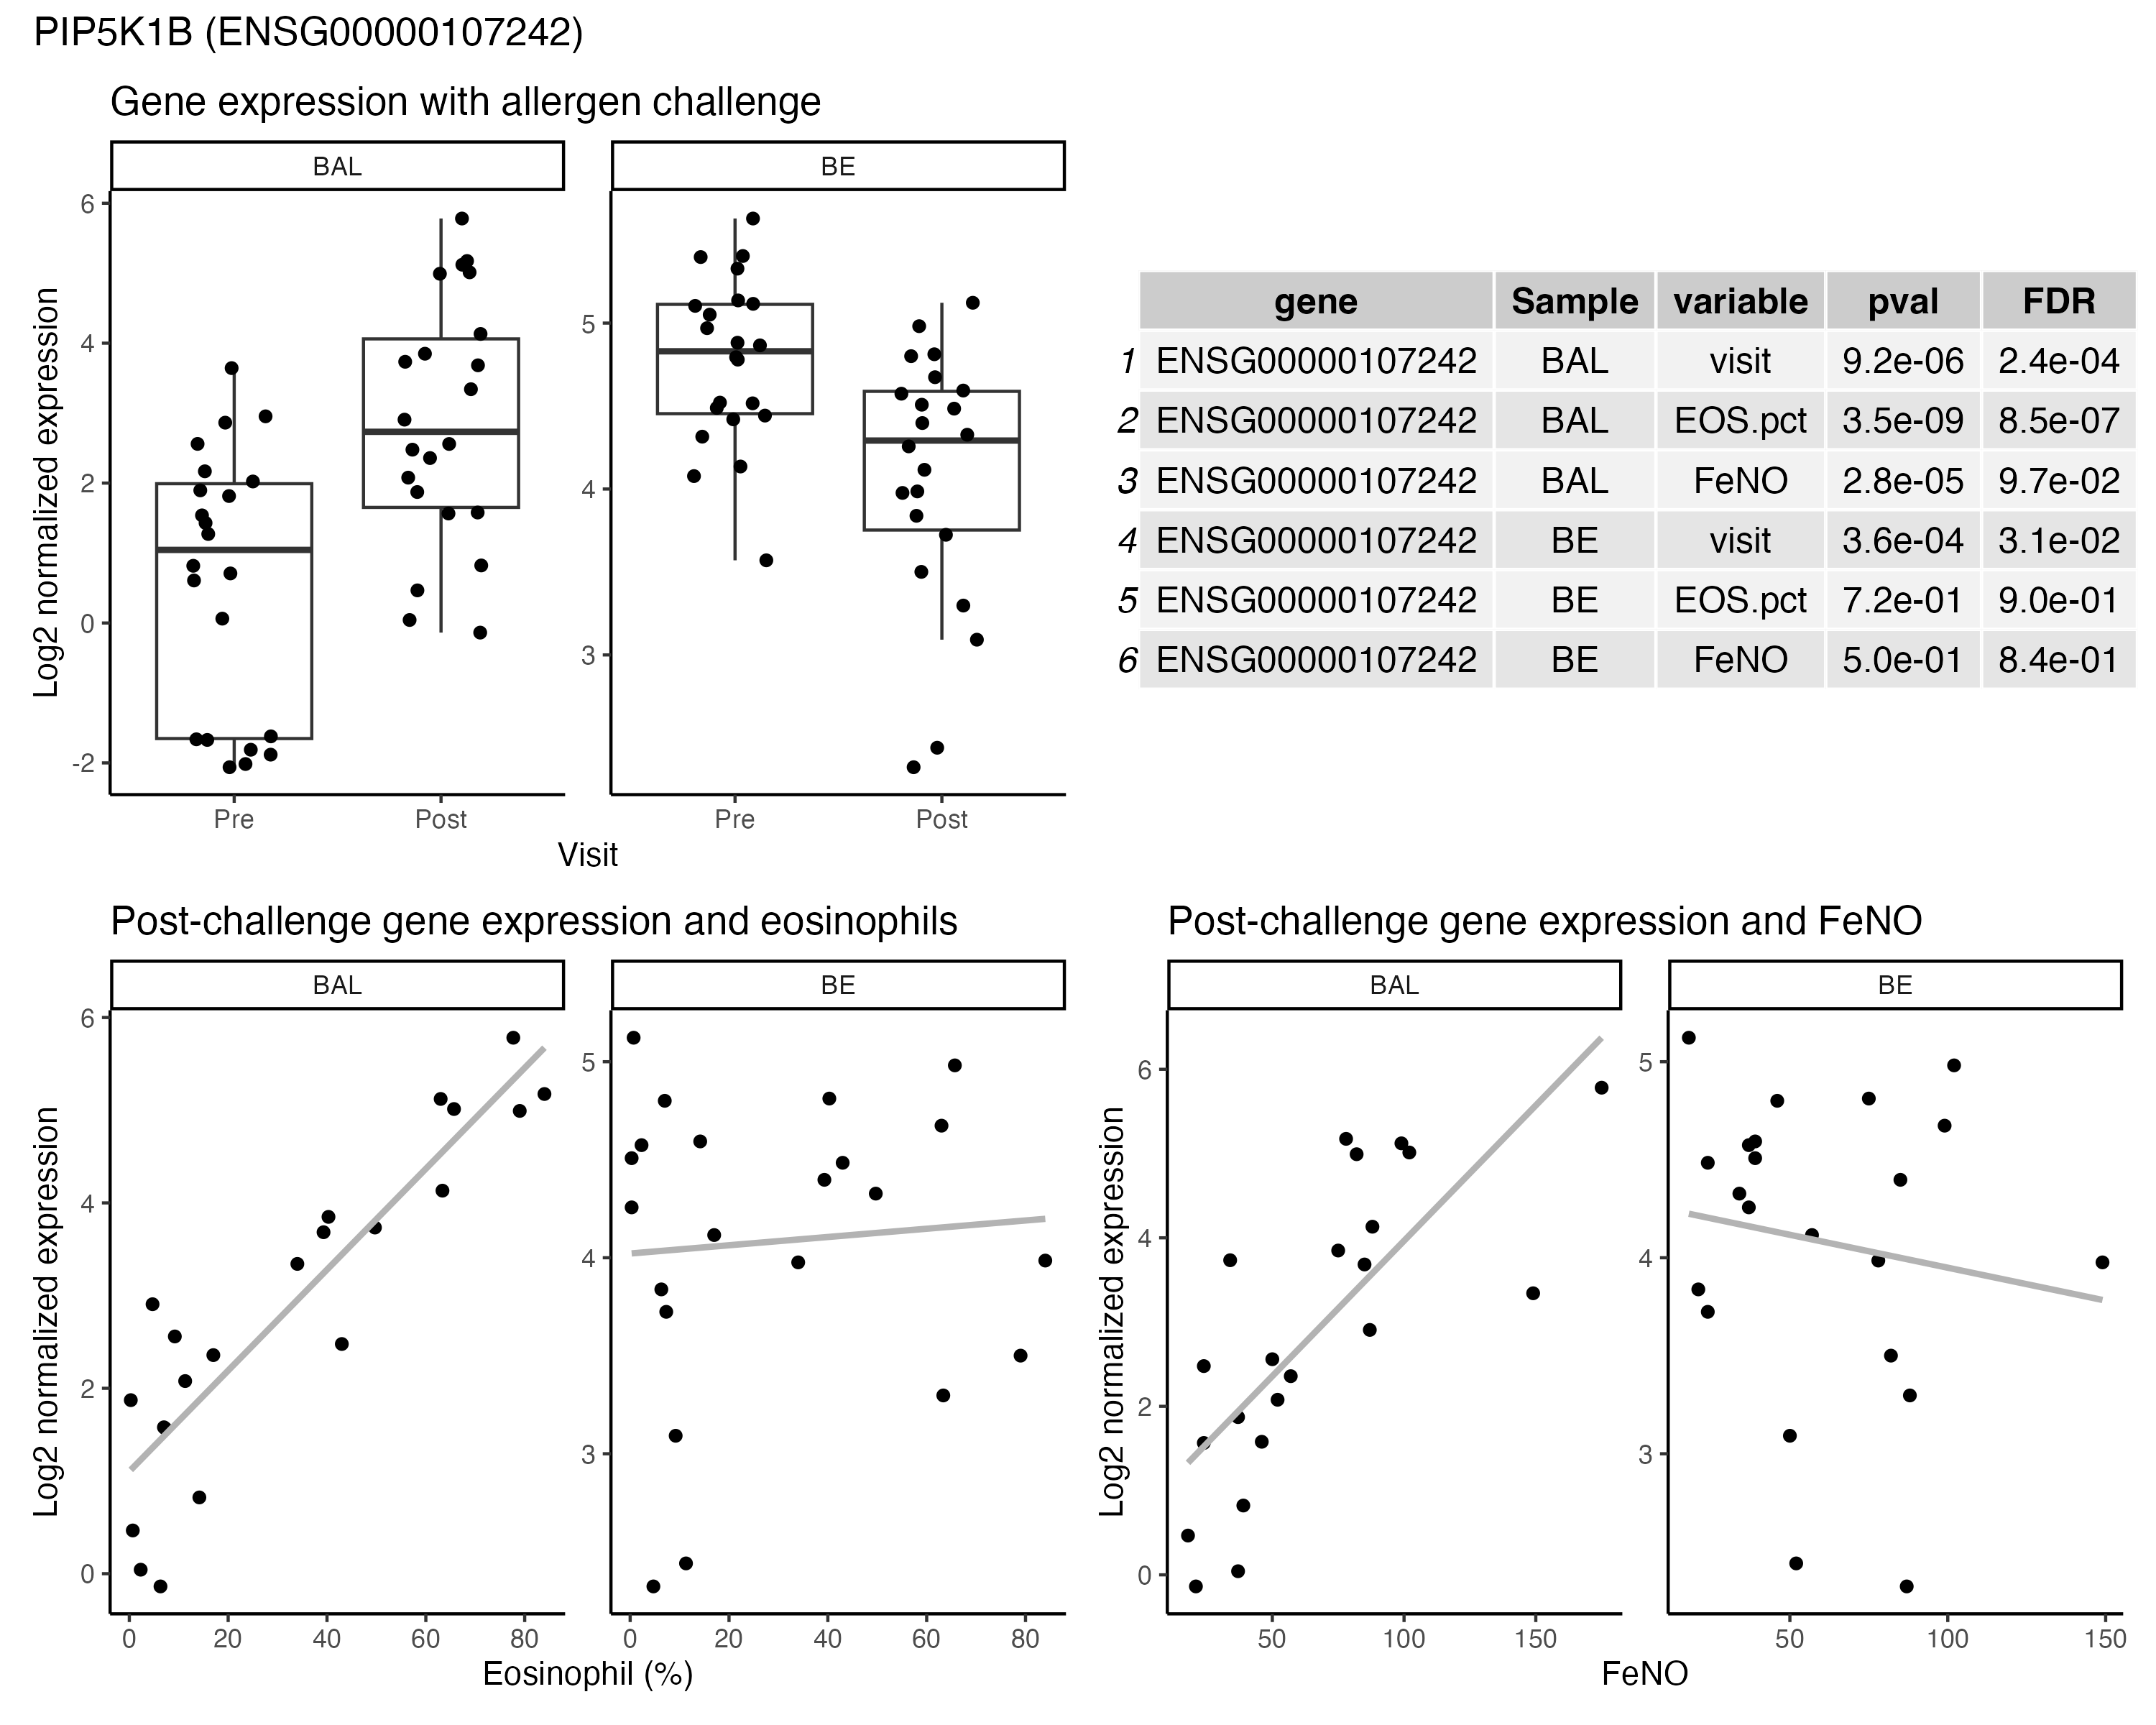 PIP5K1B (ENSG00000107242)
Gene expression with allergen challenge
BAL
BE
Log2 normalized expression
6
4
2
0
-2
5
4
3
Pre
Post
Pre
Post
Visit
gene Sample variable pval FDR
1 ENSG00000107242 BAL visit 9.2e-06 2.4e-04
2 ENSG00000107242 BAL EOS.pct 3.5e-09 8.5e-07
3 ENSG00000107242 BAL FeNO 2.8e-05 9.7e-02
4 ENSG00000107242 BE visit 3.6e-04 3.1e-02
5 ENSG00000107242 BE EOS.pct 7.2e-01 9.0e-01
6 ENSG00000107242 BE FeNO 5.0e-01 8.4e-01
Post-challenge gene expression and eosinophils
BAL
BE
Log2 normalized expression
6
4
2
0
5
4
3
0 20 40 60 80
0 20 40 60 80
Eosinophil (%)
Post-challenge gene expression and FeNO
BAL
BE
Log2 normalized expression
6
4
2
0
5
4
3
50 100 150
50 100 150
FeNO